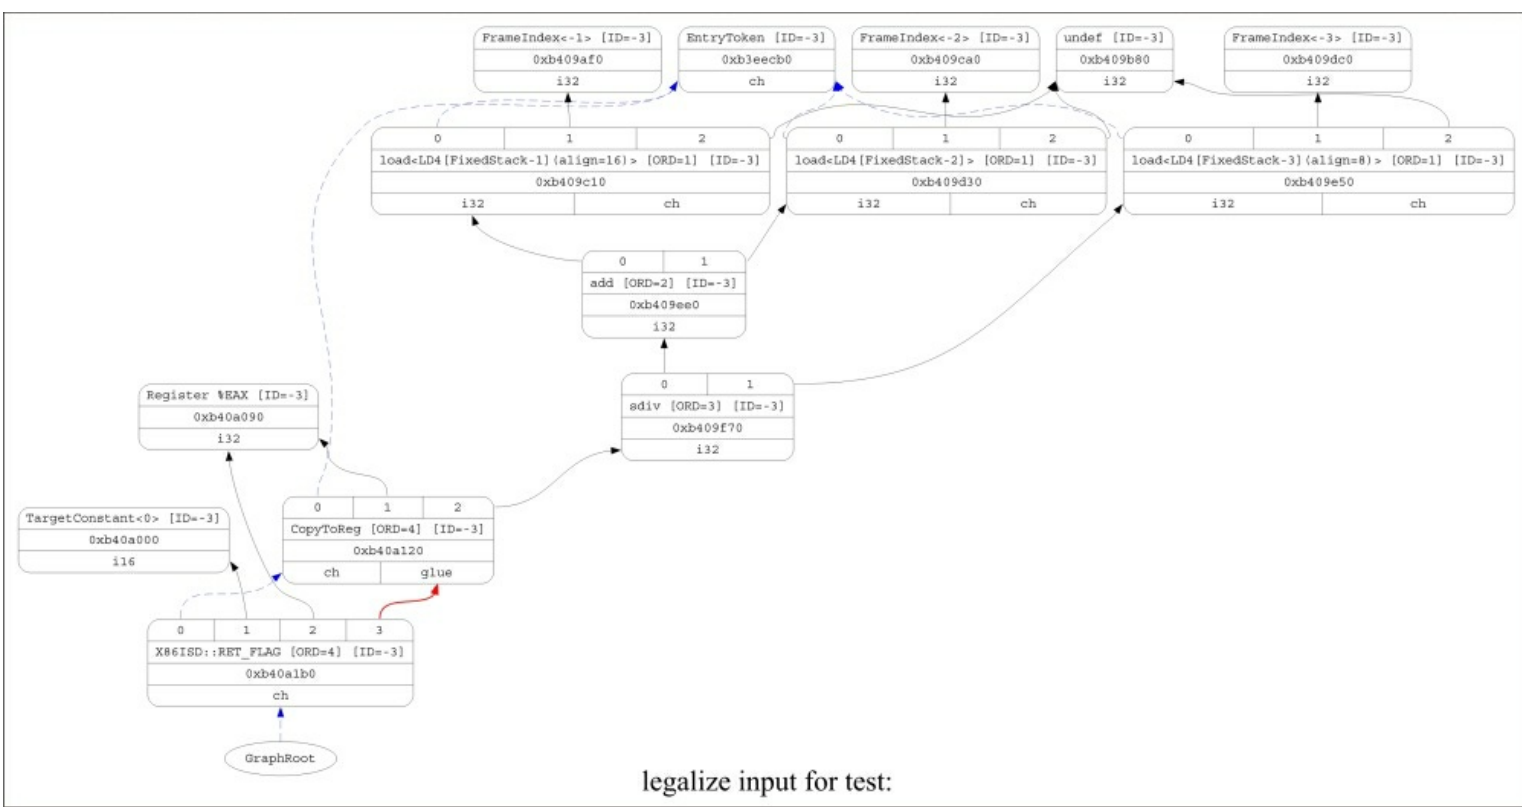 FrameIndex<-1> [ID=-3]
0xb409af0
i32
EntryToken [ID=-3]
0xb3eecb0
ch
FrameIndex<-2> [ID=-3]
0xb409ca0
i32
undef [ID=-3]
0xb409b80
i32
FrameIndex<-3> [ID=-3]
0xb409dc0
i32
0 1 2
load<LD4[FixedStack-1](align=16)> [ORD=1] [ID=-3]
0xb409c10
i32 ch
0 1 2
load<LD4[FixedStack-2]> [ORD=1] [ID=-3]
0xb409d30
i32 ch
0 1 2
load<LD4[FixedStack-3](align=8)> [ORD=1] [ID=-3]
0xb409e50
i32 ch
0 1
add [ORD=2] [ID=-3]
0xb409ee0
i32
0 1
sdiv [ORD=3] [ID=-3]
0xb409f70
i32
Register %EAX [ID=-3]
0xb40a090
i32
0 1 2
CopyToReg [ORD=4] [ID=-3]
0xb40a120
ch glue
TargetConstant<0> [ID=-3]
0xb40a000
i16
0 1 2 3
X86ISD::RET_FLAG [ORD=4] [ID=-3]
0xb40a1b0
ch
GraphRoot
legalize input for test: